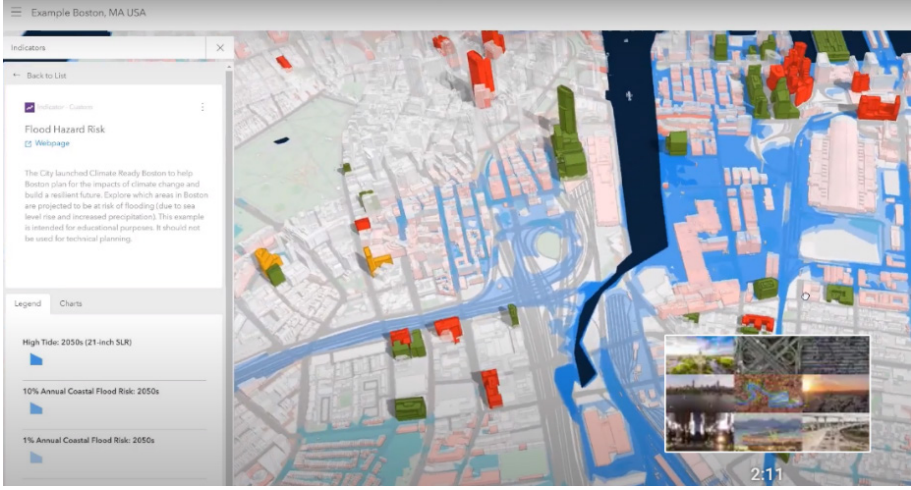 Example Boston, MA USA
Indicators
← Back to List
Indicator - Custom
Flood Hazard Risk
Webpage
The City launched Climate Ready Boston to help
Boston plan for the impacts of climate change and
build a resilient future. Explore which areas in Boston
are projected to be at risk of flooding (due to sea
level rise and increased precipitation). This example
is intended for educational purposes. It should not
be used for technical planning.
Legend Charts
High Tide: 2050s (21-inch SLR)
10% Annual Coastal Flood Risk: 2050s
1% Annual Coastal Flood Risk: 2050s
2:11